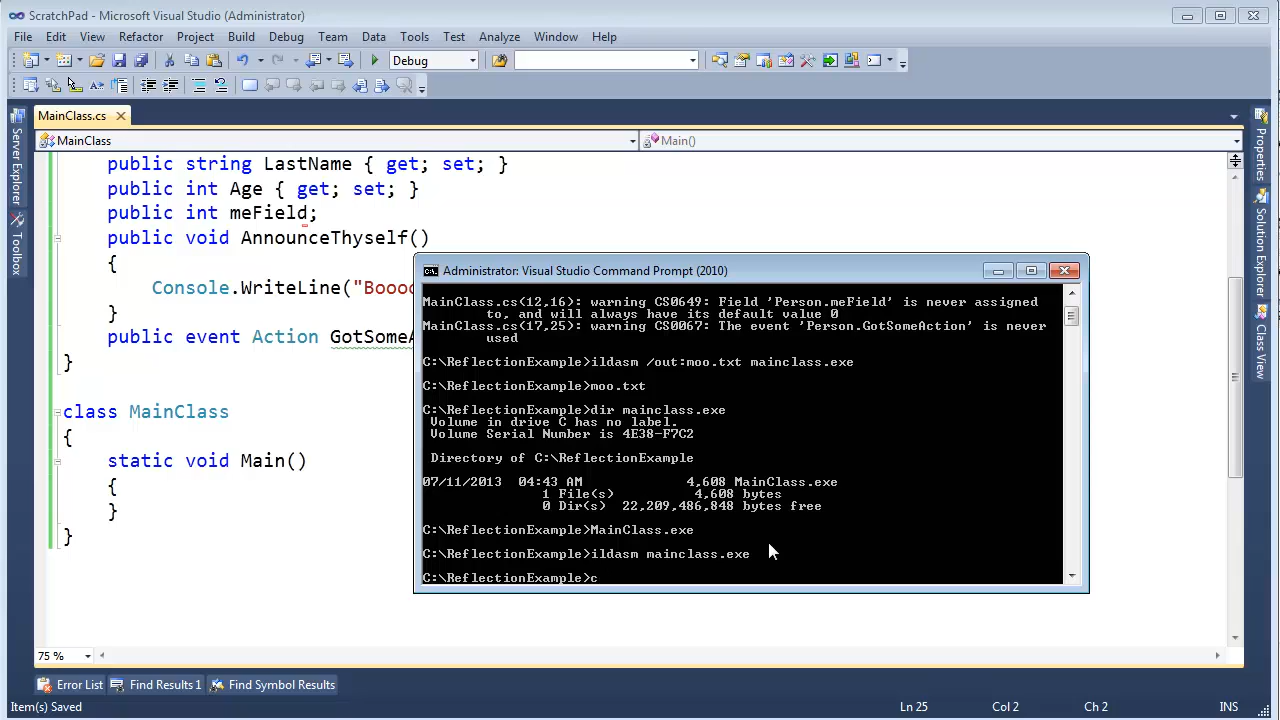 ScratchPad - Microsoft Visual Studio (Administrator)
File Edit View Refactor Project Build Debug Team Data Tools Test Analyze Window Help
Debug
MainClass.cs
MainClass Main()
Server Explorer
Toolbox
Properties
Solution Explorer
Class View
public string LastName { get; set; }
public int Age { get; set; }
public int meField;
public void AnnounceThyself()
{
Console.WriteLine("Boooo
}
public event Action GotSomeA
}
class MainClass
{
static void Main()
{
}
}
Administrator: Visual Studio Command Prompt (2010)
MainClass.cs(12,16): warning CS0649: Field 'Person.meField' is never assigned
to, and will always have its default value 0
MainClass.cs(17,25): warning CS0067: The event 'Person.GotSomeAction' is never
used
C:\ReflectionExample>ildasm /out:moo.txt mainclass.exe
C:\ReflectionExample>moo.txt
C:\ReflectionExample>dir mainclass.exe
Volume in drive C has no label.
Volume Serial Number is 4E38-F7C2
Directory of C:\ReflectionExample
07/11/2013 04:43 AM 4,608 MainClass.exe
1 File(s) 4,608 bytes
0 Dir(s) 22,209,486,848 bytes free
C:\ReflectionExample>MainClass.exe
C:\ReflectionExample>ildasm mainclass.exe
C:\ReflectionExample>c
75 %
Error List Find Results 1 Find Symbol Results
Item(s) Saved Ln 25 Col 2 Ch 2 INS